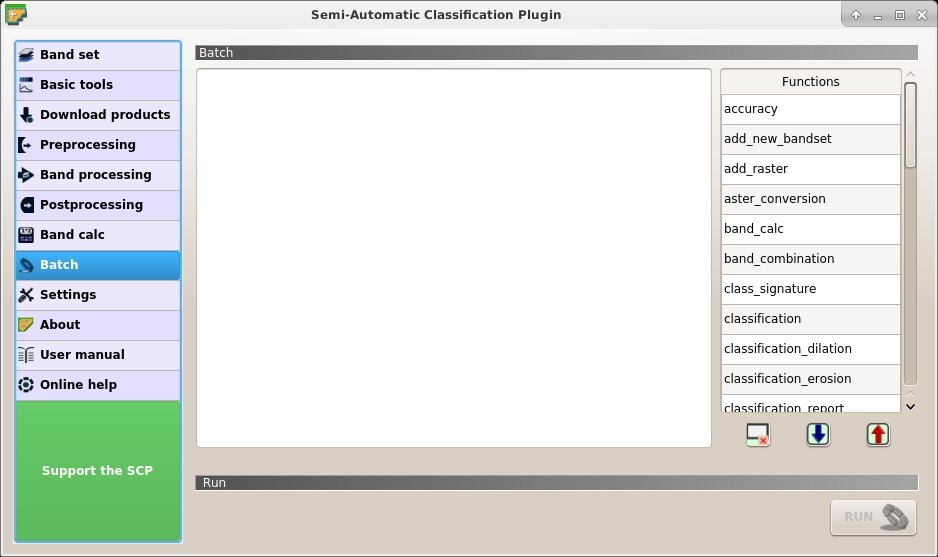 Semi-Automatic Classification Plugin
Band set
Basic tools
Download products
Preprocessing
Band processing
Postprocessing
Band calc
Batch
Settings
About
User manual
Online help
Support the SCP
Batch
Functions
accuracy
add_new_bandset
add_raster
aster_conversion
band_calc
band_combination
class_signature
classification
classification_dilation
classification_erosion
classification_report
Run
RUN